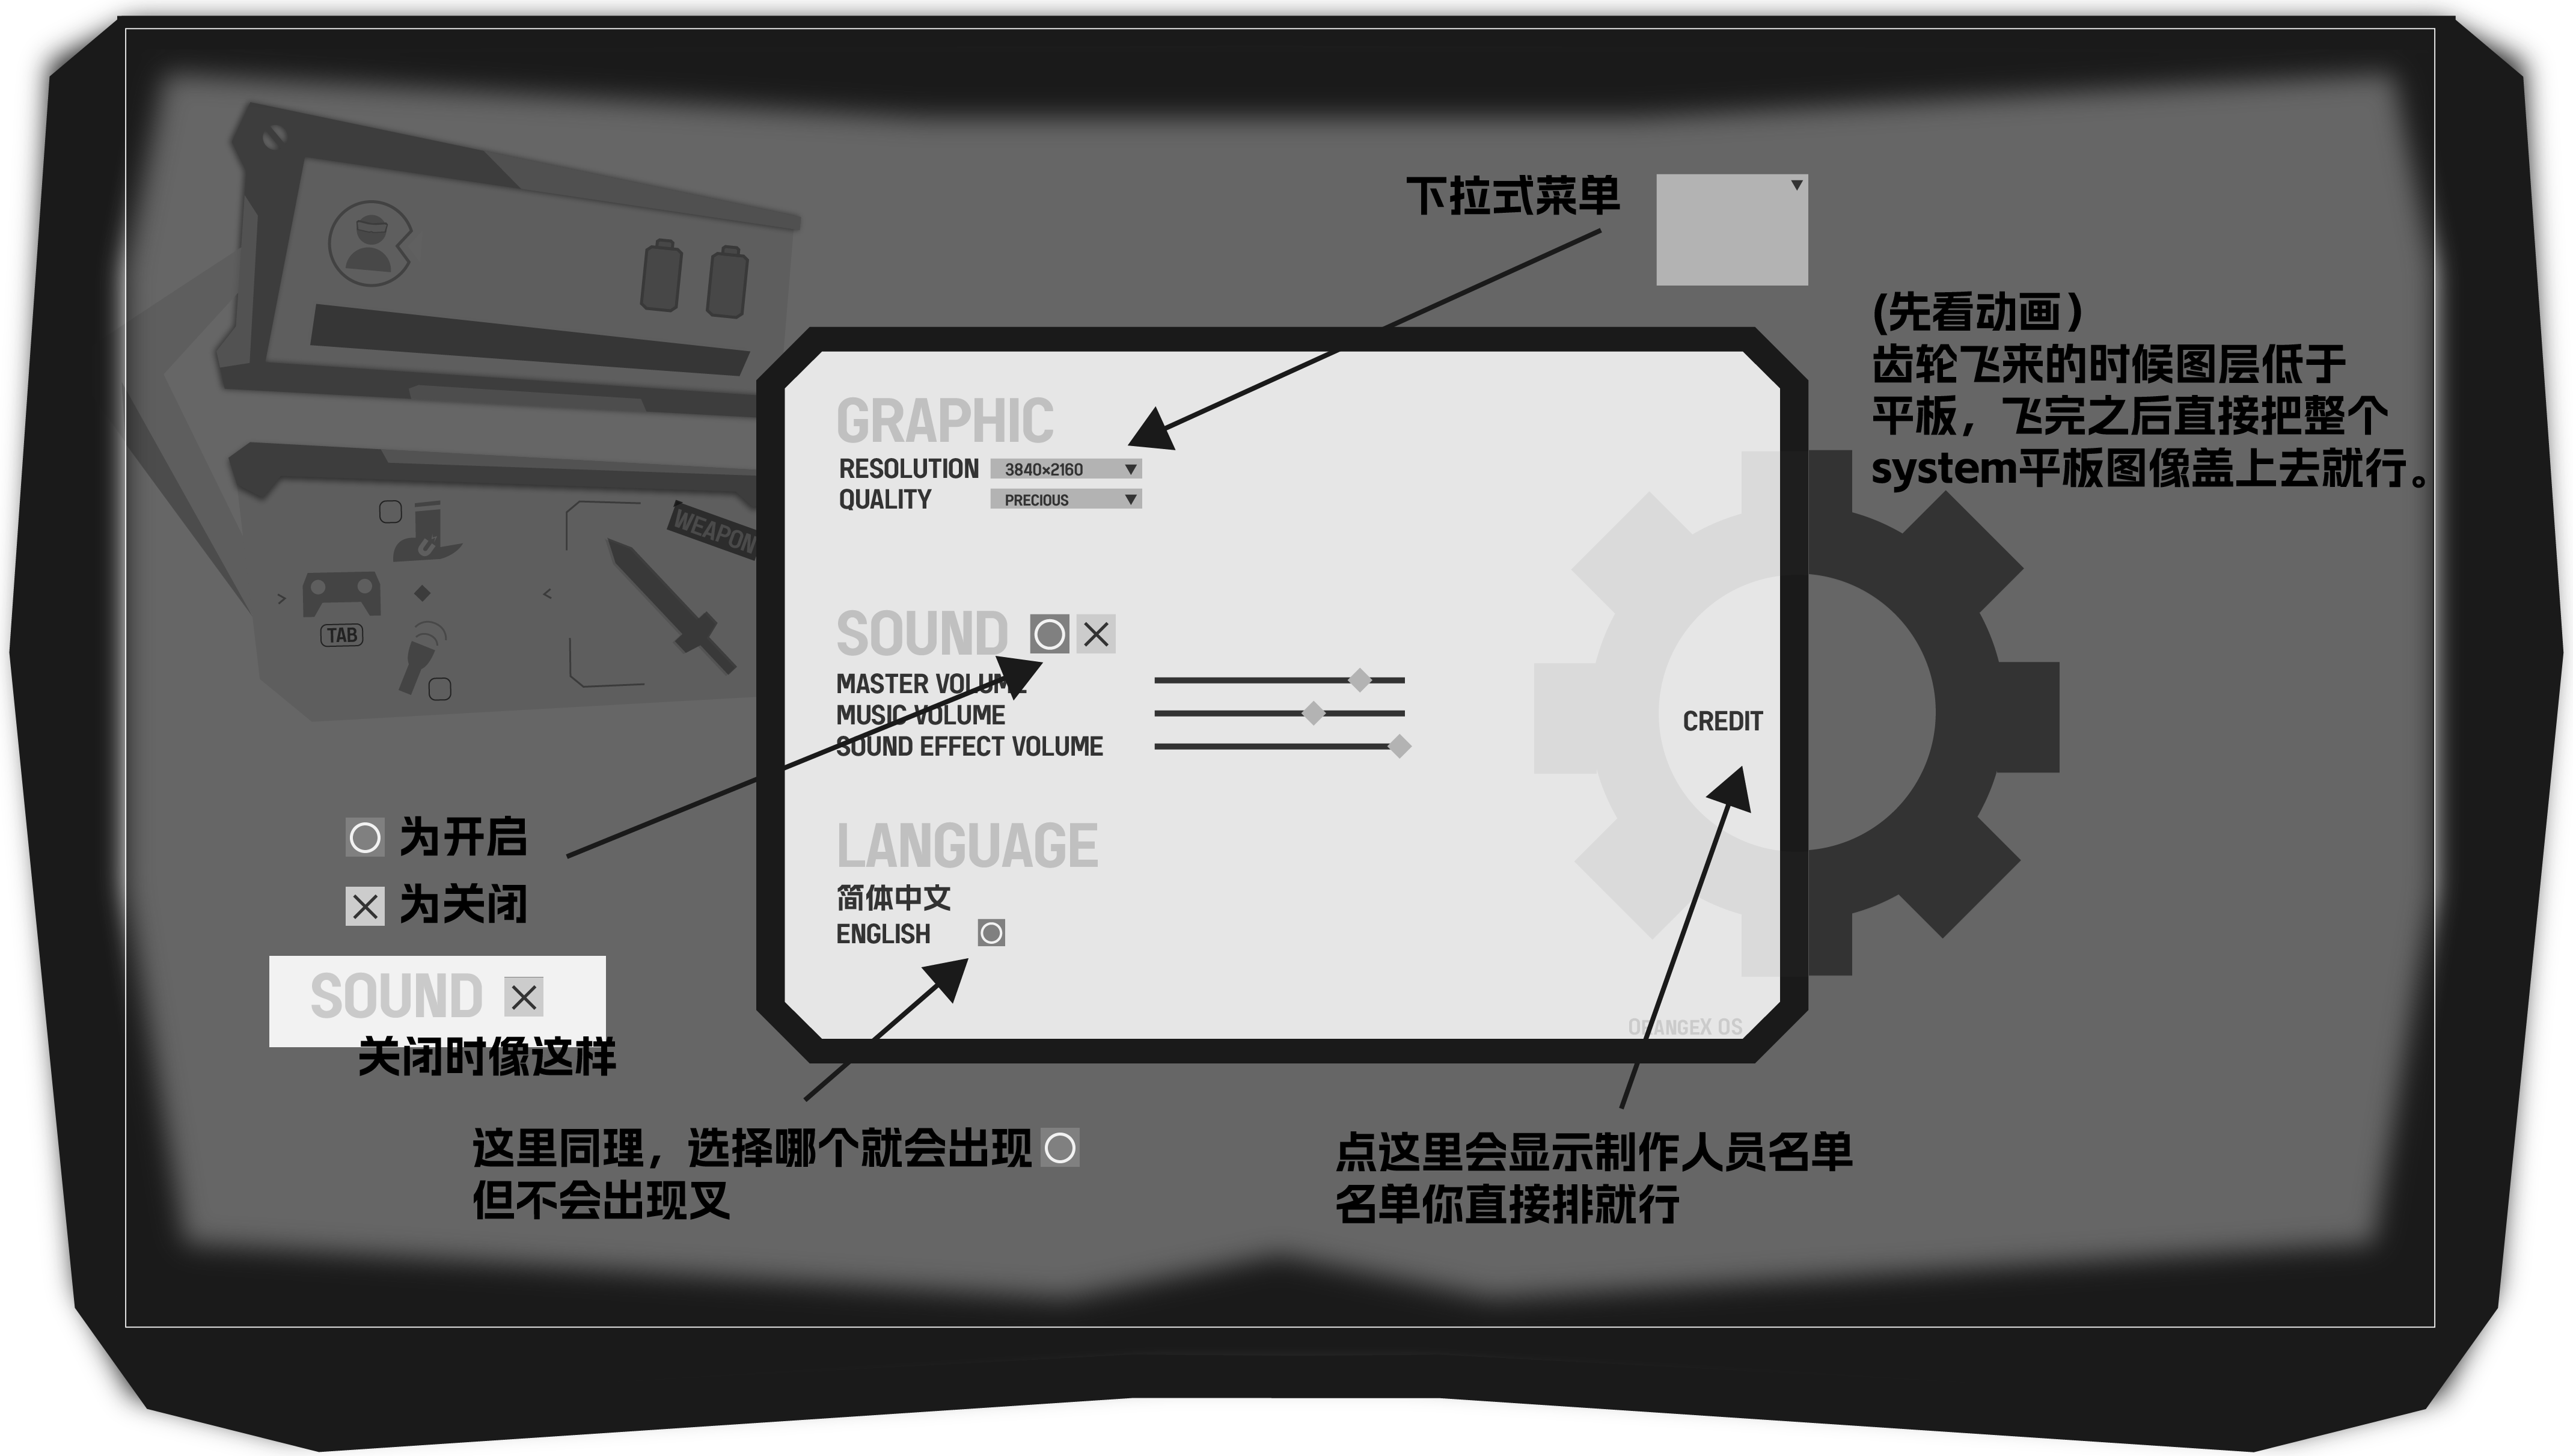 下拉式菜单
(先看动画)
齿轮飞来的时候图层低于
平板，飞完之后直接把整个
system平板图像盖上去就行。
WEAPON
TAB
GRAPHIC
RESOLUTION 3840×2160
QUALITY PRECIOUS
SOUND
MASTER VOLUME
MUSIC VOLUME
SOUND EFFECT VOLUME
CREDIT
LANGUAGE
简体中文
ENGLISH
ORANGEX OS
为开启
为关闭
SOUND
关闭时像这样
这里同理，选择哪个就会出现
但不会出现叉
点这里会显示制作人员名单
名单你直接排就行